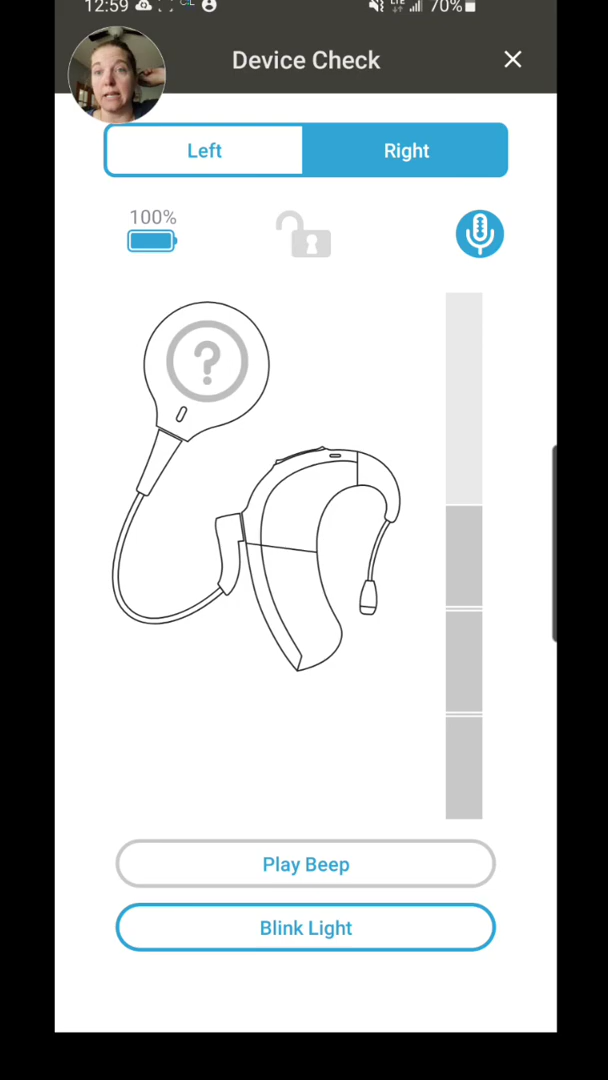 12:59 70%
Device Check
Left Right
100%
?
Play Beep
Blink Light